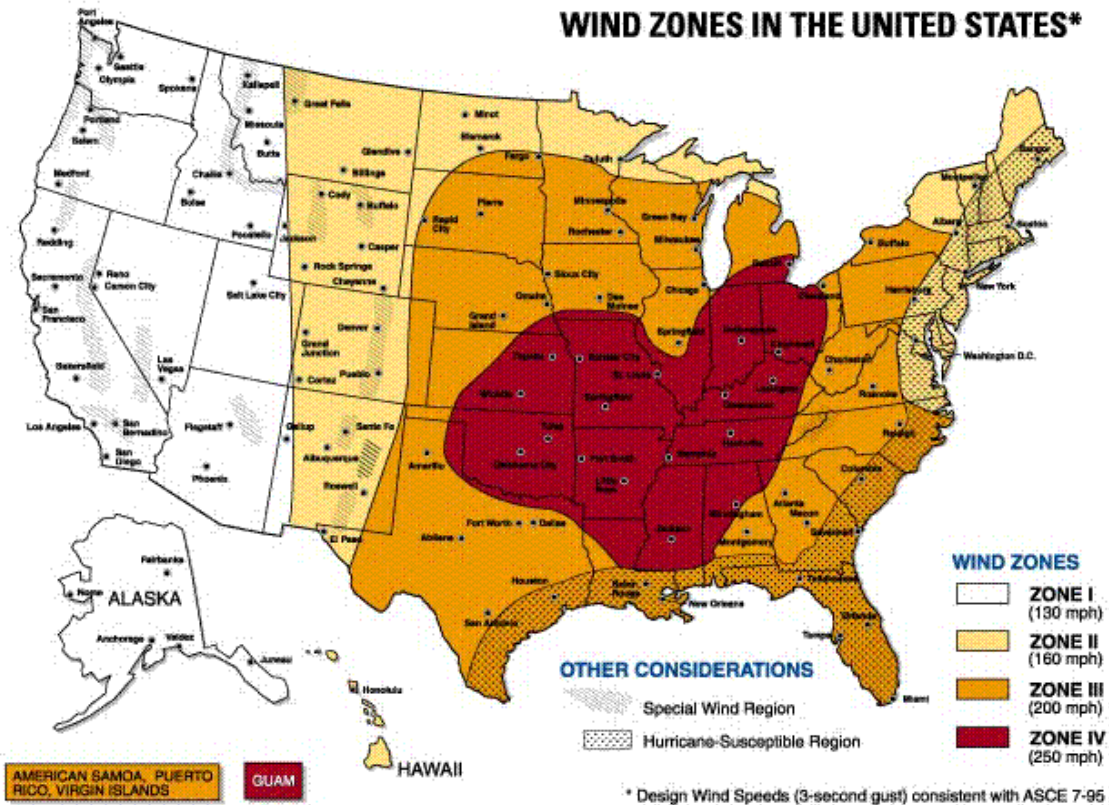 WIND ZONES IN THE UNITED STATES*
Port
Angeles
Seattle
Olympia
Spokane
Portland
Salem
Medford
Kalispell
Missoula
Butte
Challis
Boise
Pocatello
Jackson
Great Falls
Glendive
Billings
Cody
Buffalo
Casper
Rock Springs
Cheyenne
Minot
Bismarck
Fargo
Duluth
Pierre
Rapid
City
Minneapolis
Rochester
Green Bay
Milwaukee
Chicago
Sioux City
Omaha
Des
Moines
Grand
Island
Springfield
Detroit
Cleveland
Buffalo
Albany
Montpelier
Bangor
Boston
New York
Harrisburg
Washington D.C.
Redding
Sacramento
San
Francisco
Reno
Carson City
Bakersfield
Las
Vegas
Los Angeles
San
Bernadino
San
Diego
Salt Lake City
Flagstaff
Phoenix
Grand
Junction
Denver
Pueblo
Cortez
Gallup
Santa Fe
Albuquerque
Roswell
El Paso
Amarillo
Abilene
Fort Worth
Dallas
Houston
San Antonio
Topeka
Kansas City
St. Louis
Wichita
Springfield
Tulsa
Oklahoma City
Fort Smith
Little
Rock
Memphis
Nashville
Indianapolis
Cincinnati
Lexington
Charleston
Roanoke
Raleigh
Columbia
Atlanta
Macon
Savannah
Birmingham
Montgomery
Jackson
Baton
Rouge
New Orleans
Tallahassee
Orlando
Tampa
Miami
Fairbanks
Nome
ALASKA
Anchorage
Valdez
Juneau
Honolulu
HAWAII
AMERICAN SAMOA, PUERTO
RICO, VIRGIN ISLANDS
GUAM
OTHER CONSIDERATIONS
Special Wind Region
Hurricane-Susceptible Region
WIND ZONES
ZONE I
(130 mph)
ZONE II
(160 mph)
ZONE III
(200 mph)
ZONE IV
(250 mph)
* Design Wind Speeds (3-second gust) consistent with ASCE 7-95